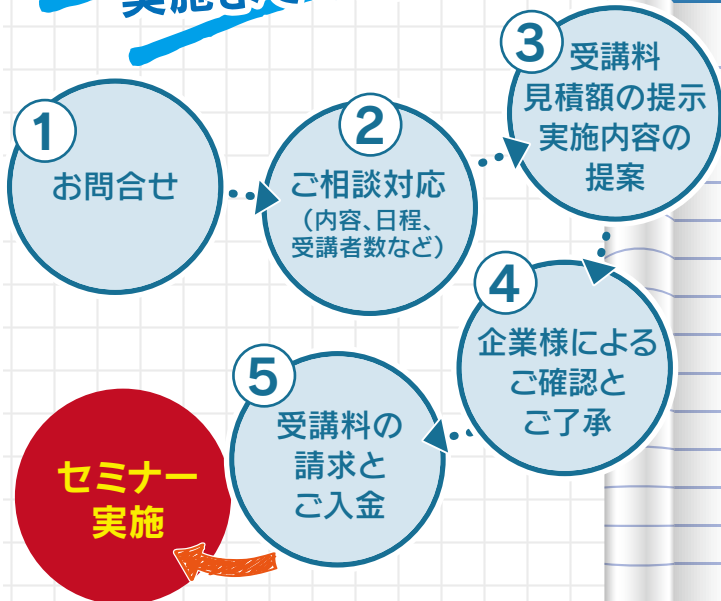 1
お問合せ
2
ご相談対応
(内容、日程、
受講者数など)
3
受講料
見積額の提示
実施内容の
提案
4
企業様による
ご確認と
ご了承
5
受講料の
請求と
ご入金
セミナー
実施